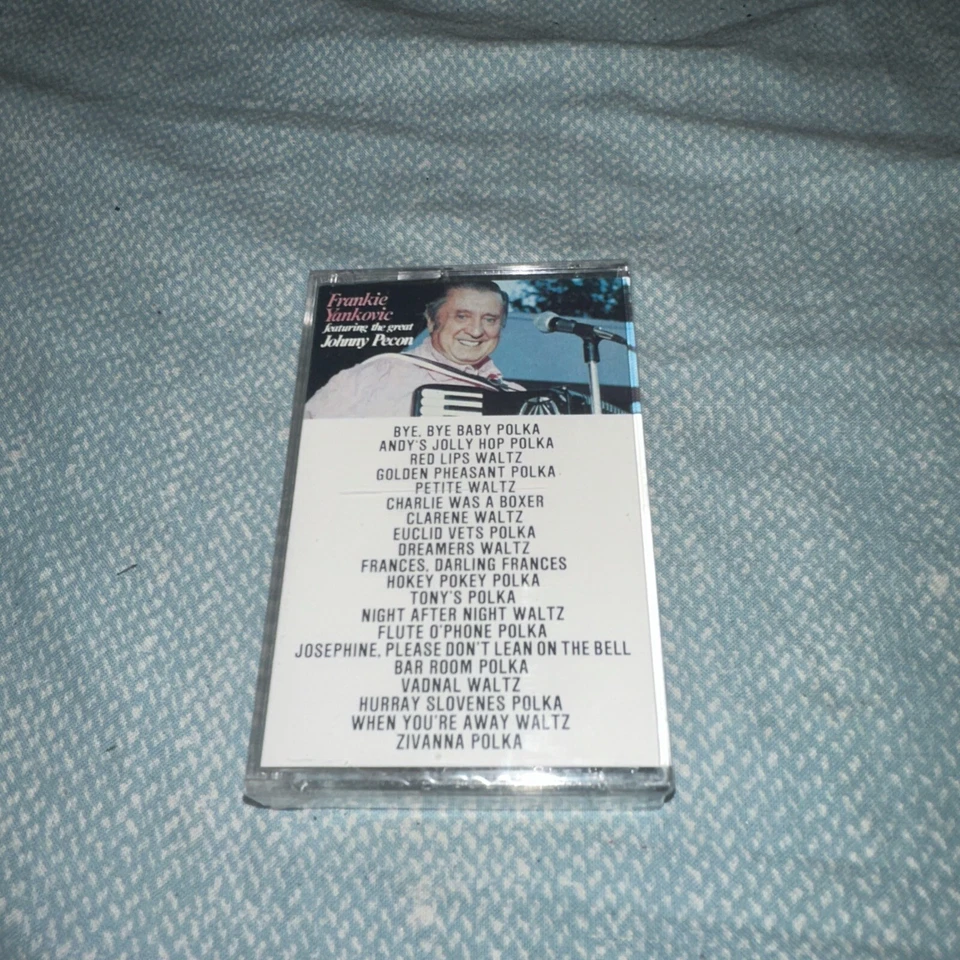 Frankie
Yankovic
featuring the great
Johnny Pecon
BYE, BYE BABY POLKA
ANDY'S JOLLY HOP POLKA
RED LIPS WALTZ
GOLDEN PHEASANT POLKA
PETITE WALTZ
CHARLIE WAS A BOXER
CLARENE WALTZ
EUCLID VETS POLKA
DREAMERS WALTZ
FRANCES, DARLING FRANCES
HOKEY POKEY POLKA
TONY'S POLKA
NIGHT AFTER NIGHT WALTZ
FLUTE O'PHONE POLKA
JOSEPHINE, PLEASE DON'T LEAN ON THE BELL
BAR ROOM POLKA
VADNAL WALTZ
HURRAY SLOVENES POLKA
WHEN YOU'RE AWAY WALTZ
ZIVANNA POLKA